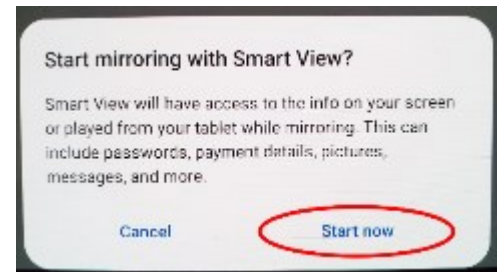 Start mirroring with Smart View?
Smart View will have access to the info on your screen
or played from your tablet while mirroring. This can
include passwords, payment details, pictures,
messages, and more.
Cancel Start now